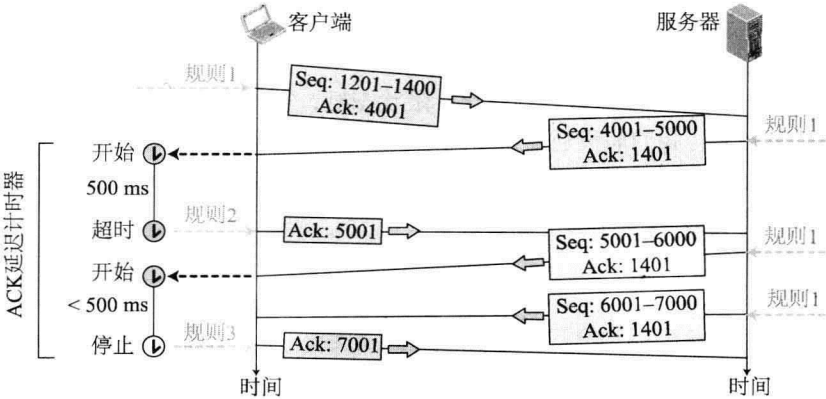 客户端
服务器
规则1
Seq: 1201–1400
Ack: 4001
Seq: 4001–5000
Ack: 1401
规则1
开始
500 ms
ACK延迟计时器
超时
规则2
Ack: 5001
Seq: 5001–6000
Ack: 1401
规则1
开始
< 500 ms
Seq: 6001–7000
Ack: 1401
规则1
停止
规则3
Ack: 7001
时间
时间